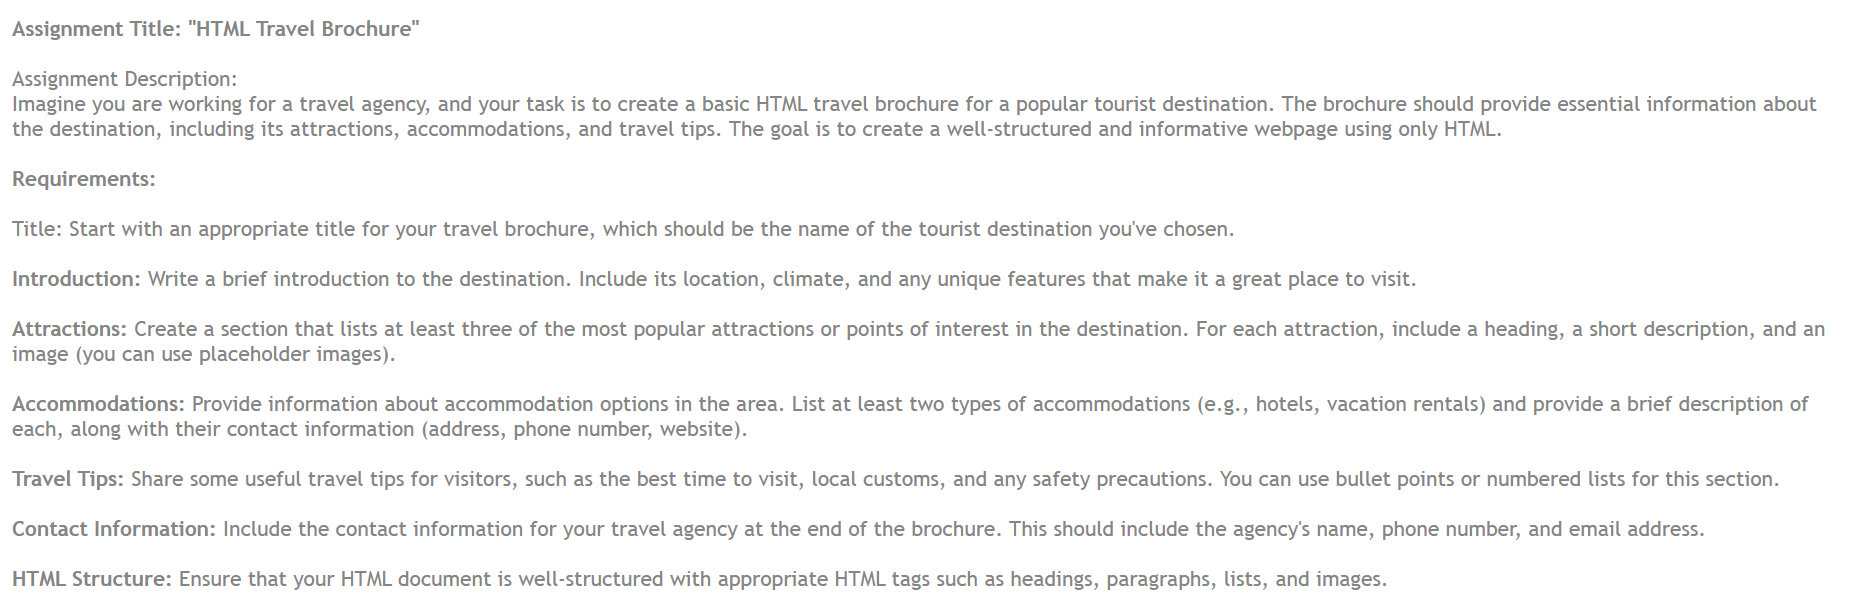 Assignment Title: "HTML Travel Brochure"
Assignment Description:
Imagine you are working for a travel agency, and your task is to create a basic HTML travel brochure for a popular tourist destination. The brochure should provide essential information about
the destination, including its attractions, accommodations, and travel tips. The goal is to create a well-structured and informative webpage using only HTML.
Requirements:
Title: Start with an appropriate title for your travel brochure, which should be the name of the tourist destination you've chosen.
Introduction: Write a brief introduction to the destination. Include its location, climate, and any unique features that make it a great place to visit.
Attractions: Create a section that lists at least three of the most popular attractions or points of interest in the destination. For each attraction, include a heading, a short description, and an
image (you can use placeholder images).
Accommodations: Provide information about accommodation options in the area. List at least two types of accommodations (e.g., hotels, vacation rentals) and provide a brief description of
each, along with their contact information (address, phone number, website).
Travel Tips: Share some useful travel tips for visitors, such as the best time to visit, local customs, and any safety precautions. You can use bullet points or numbered lists for this section.
Contact Information: Include the contact information for your travel agency at the end of the brochure. This should include the agency's name, phone number, and email address.
HTML Structure: Ensure that your HTML document is well-structured with appropriate HTML tags such as headings, paragraphs, lists, and images.